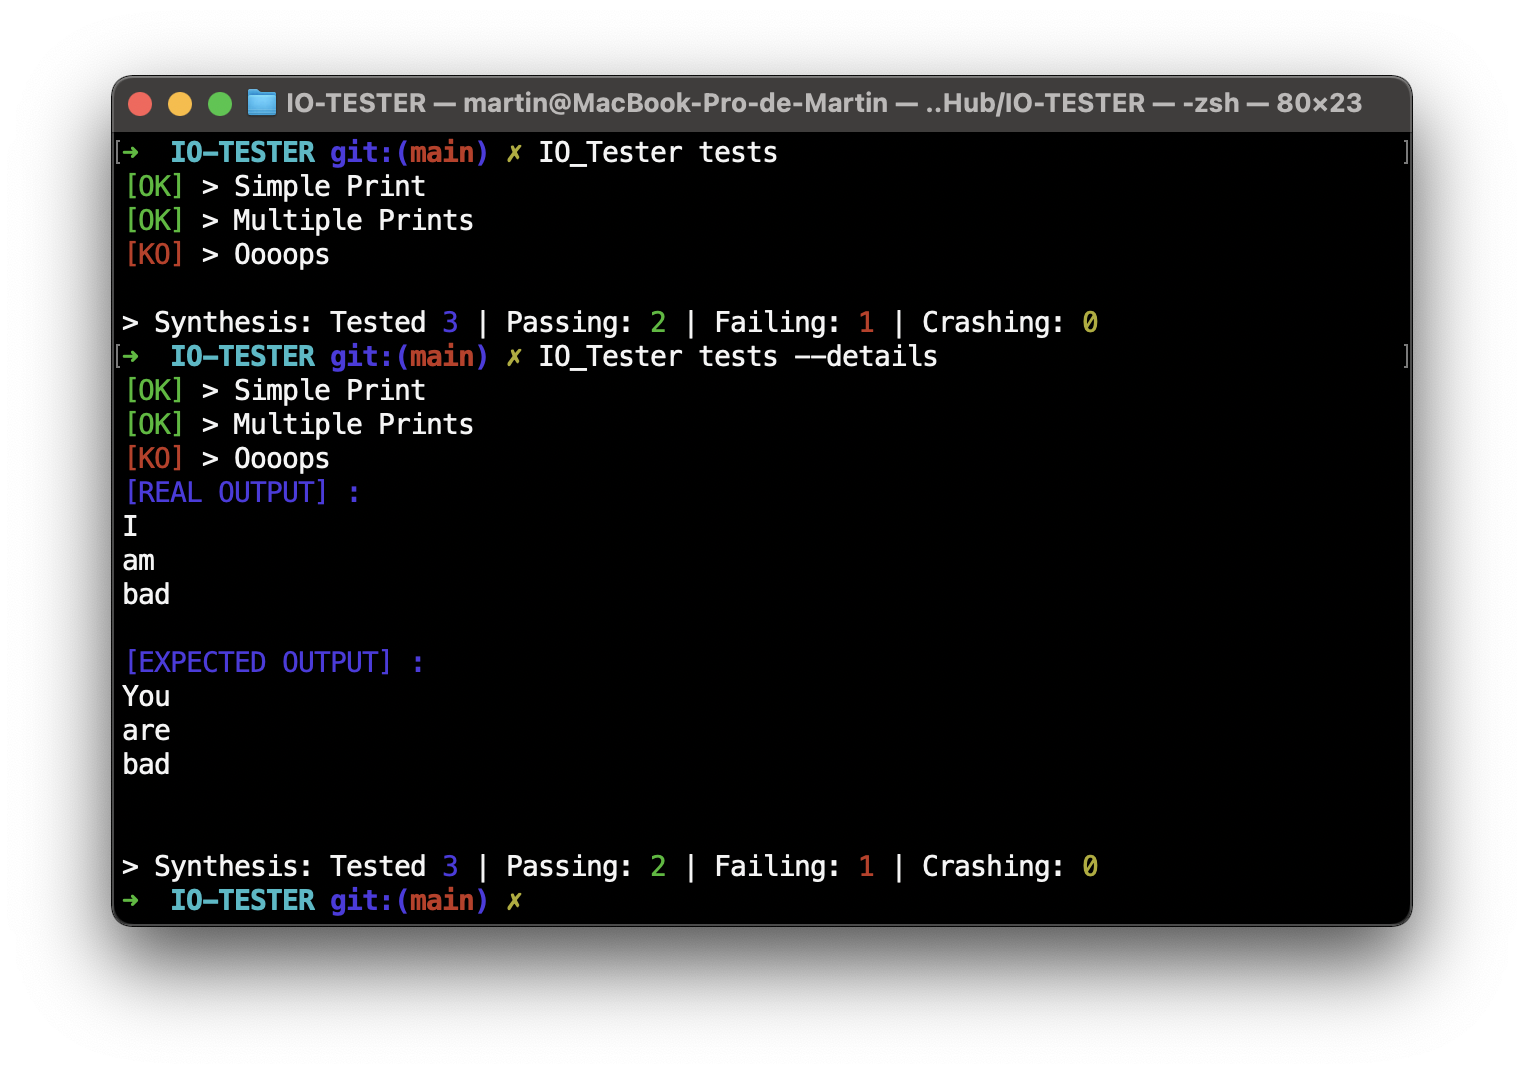 IO-TESTER — martin@MacBook-Pro-de-Martin — ..Hub/IO-TESTER — -zsh — 80×23
[➜  IO-TESTER git:(main) ✗ IO_Tester tests ]
[OK] > Simple Print
[OK] > Multiple Prints
[KO] > Oooops
> Synthesis: Tested 3 | Passing: 2 | Failing: 1 | Crashing: 0
[➜  IO-TESTER git:(main) ✗ IO_Tester tests --details ]
[OK] > Simple Print
[OK] > Multiple Prints
[KO] > Oooops
[REAL OUTPUT] :
I
am
bad
[EXPECTED OUTPUT] :
You
are
bad
> Synthesis: Tested 3 | Passing: 2 | Failing: 1 | Crashing: 0
➜  IO-TESTER git:(main) ✗